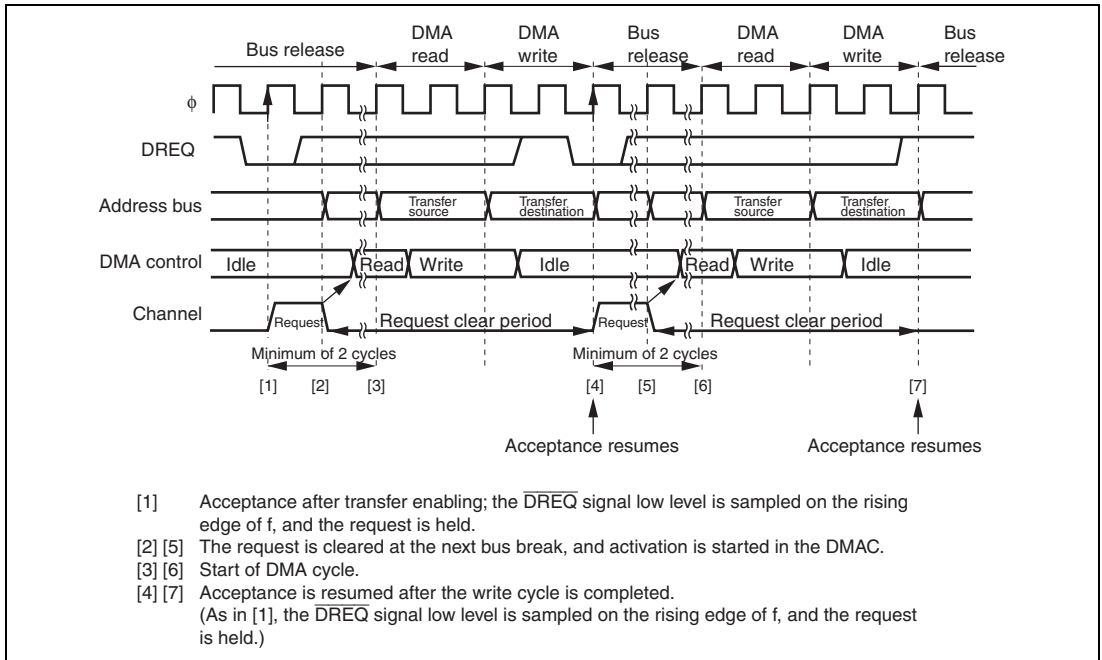 Bus release
DMA read
DMA write
Bus release
DMA read
DMA write
Bus release
ϕ
DREQ
Address bus
Transfer source
Transfer destination
Transfer source
Transfer destination
DMA control
Idle
Read
Write
Idle
Read
Write
Idle
Channel
Request
Request clear period
Request
Request clear period
Minimum of 2 cycles
Minimum of 2 cycles
[1]
[2]
[3]
[4]
[5]
[6]
[7]
Acceptance resumes
Acceptance resumes
[1] Acceptance after transfer enabling; the DREQ signal low level is sampled on the rising
edge of f, and the request is held.
[2] [5] The request is cleared at the next bus break, and activation is started in the DMAC.
[3] [6] Start of DMA cycle.
[4] [7] Acceptance is resumed after the write cycle is completed.
(As in [1], the DREQ signal low level is sampled on the rising edge of f, and the request
is held.)